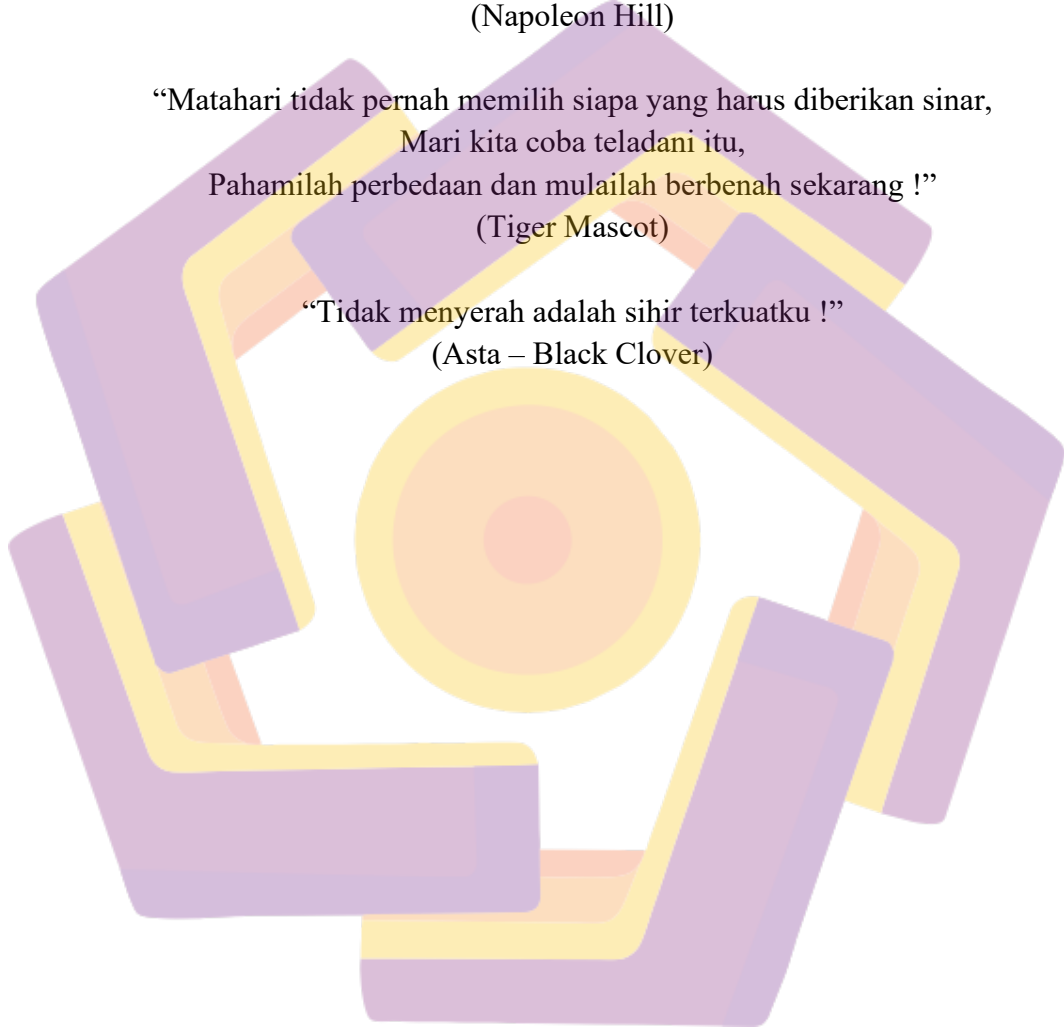 (Napoleon Hill)
“Matahari tidak pernah memilih siapa yang harus diberikan sinar,
Mari kita coba teladani itu,
Pahamilah perbedaan dan mulailah berbenah sekarang !”
(Tiger Mascot)
“Tidak menyerah adalah sihir terkuatku !”
(Asta – Black Clover)